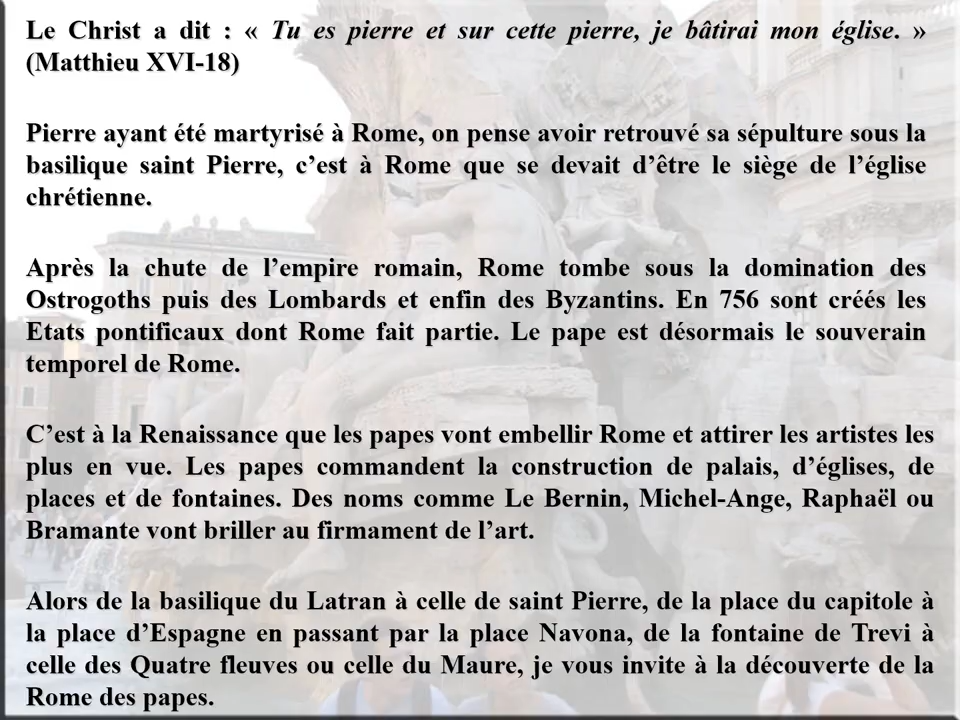 Le Christ a dit : « Tu es pierre et sur cette pierre, je bâtirai mon église. »
(Matthieu XVI-18)
Pierre ayant été martyrisé à Rome, on pense avoir retrouvé sa sépulture sous la
basilique saint Pierre, c’est à Rome que se devait d’être le siège de l’église
chrétienne.
Après la chute de l’empire romain, Rome tombe sous la domination des
Ostrogoths puis des Lombards et enfin des Byzantins. En 756 sont créés les
Etats pontificaux dont Rome fait partie. Le pape est désormais le souverain
temporel de Rome.
C’est à la Renaissance que les papes vont embellir Rome et attirer les artistes les
plus en vue. Les papes commandent la construction de palais, d’églises, de
places et de fontaines. Des noms comme Le Bernin, Michel-Ange, Raphaël ou
Bramante vont briller au firmament de l’art.
Alors de la basilique du Latran à celle de saint Pierre, de la place du capitole à
la place d’Espagne en passant par la place Navona, de la fontaine de Trevi à
celle des Quatre fleuves ou celle du Maure, je vous invite à la découverte de la
Rome des papes.